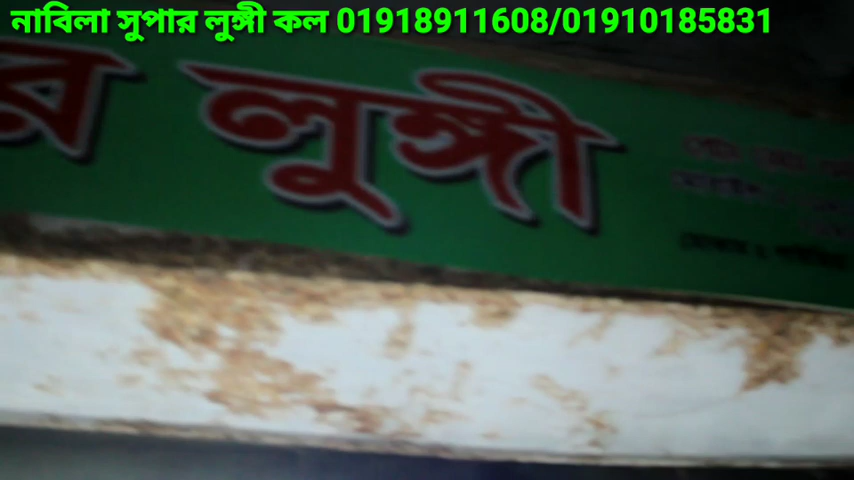 নাবিলা সুপার লুঙ্গী কল 01918911608/01910185831
র লুঙ্গী